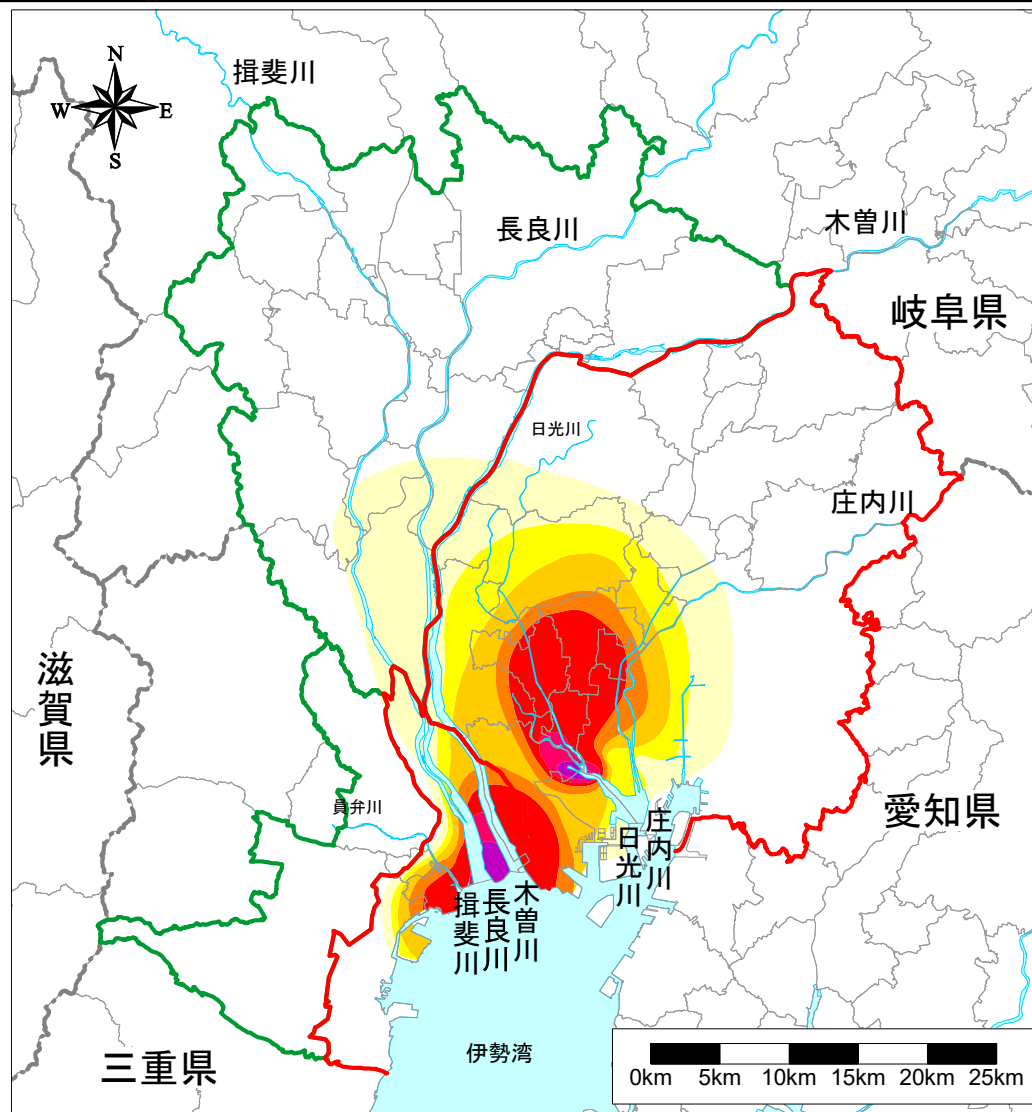 N
W E
S
揖斐川
長良川
木曽川
岐阜県
日光川
庄内川
滋賀県
員弁川
愛知県
庄内川
日光川
木曽川
長良川
揖斐川
伊勢湾
三重県
0km 5km 10km 15km 20km 25km